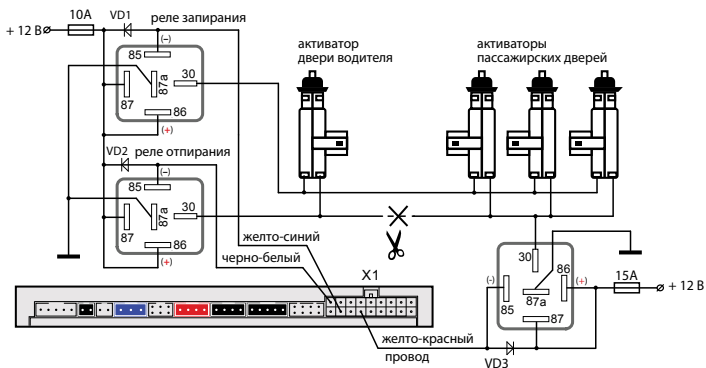 10А
VD1
реле запирания
+ 12 В
(–)
85
30
87
87а
86
(+)
активатор
двери водителя
активаторы
пассажирских дверей
VD2
реле отпирания
(–)
85
30
87
87а
86
(+)
желто-синий
черно-белый
X1
30
86
(-)
(+)
15А
+ 12 В
85
87а
87
желто-красный
провод
VD3